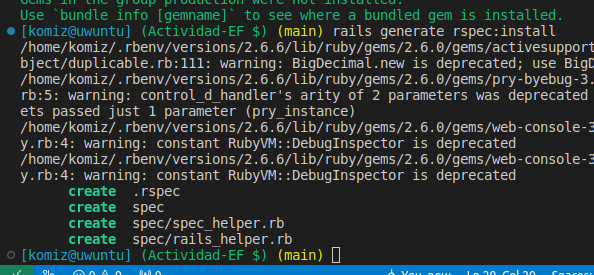 Gems in the group production were not installed.
Use `bundle info [gemname]` to see where a bundled gem is installed.
[komiz@uwuntu] (Actividad-EF $) (main) rails generate rspec:install
/home/komiz/.rbenv/versions/2.6.6/lib/ruby/gems/2.6.0/gems/activesupport
bject/duplicable.rb:111: warning: BigDecimal.new is deprecated; use BigD
/home/komiz/.rbenv/versions/2.6.6/lib/ruby/gems/2.6.0/gems/pry-byebug-3.
rb:5: warning: control_d_handler's arity of 2 parameters was deprecated
ets passed just 1 parameter (pry_instance)
/home/komiz/.rbenv/versions/2.6.6/lib/ruby/gems/2.6.0/gems/web-console-3
y.rb:4: warning: constant RubyVM::DebugInspector is deprecated
/home/komiz/.rbenv/versions/2.6.6/lib/ruby/gems/2.6.0/gems/web-console-3
y.rb:4: warning: constant RubyVM::DebugInspector is deprecated
create .rspec
create spec
create spec/spec_helper.rb
create spec/rails_helper.rb
[komiz@uwuntu] (Actividad-EF $) (main)
0 0 0 You, now Ln 20, Col 20 Spaces: